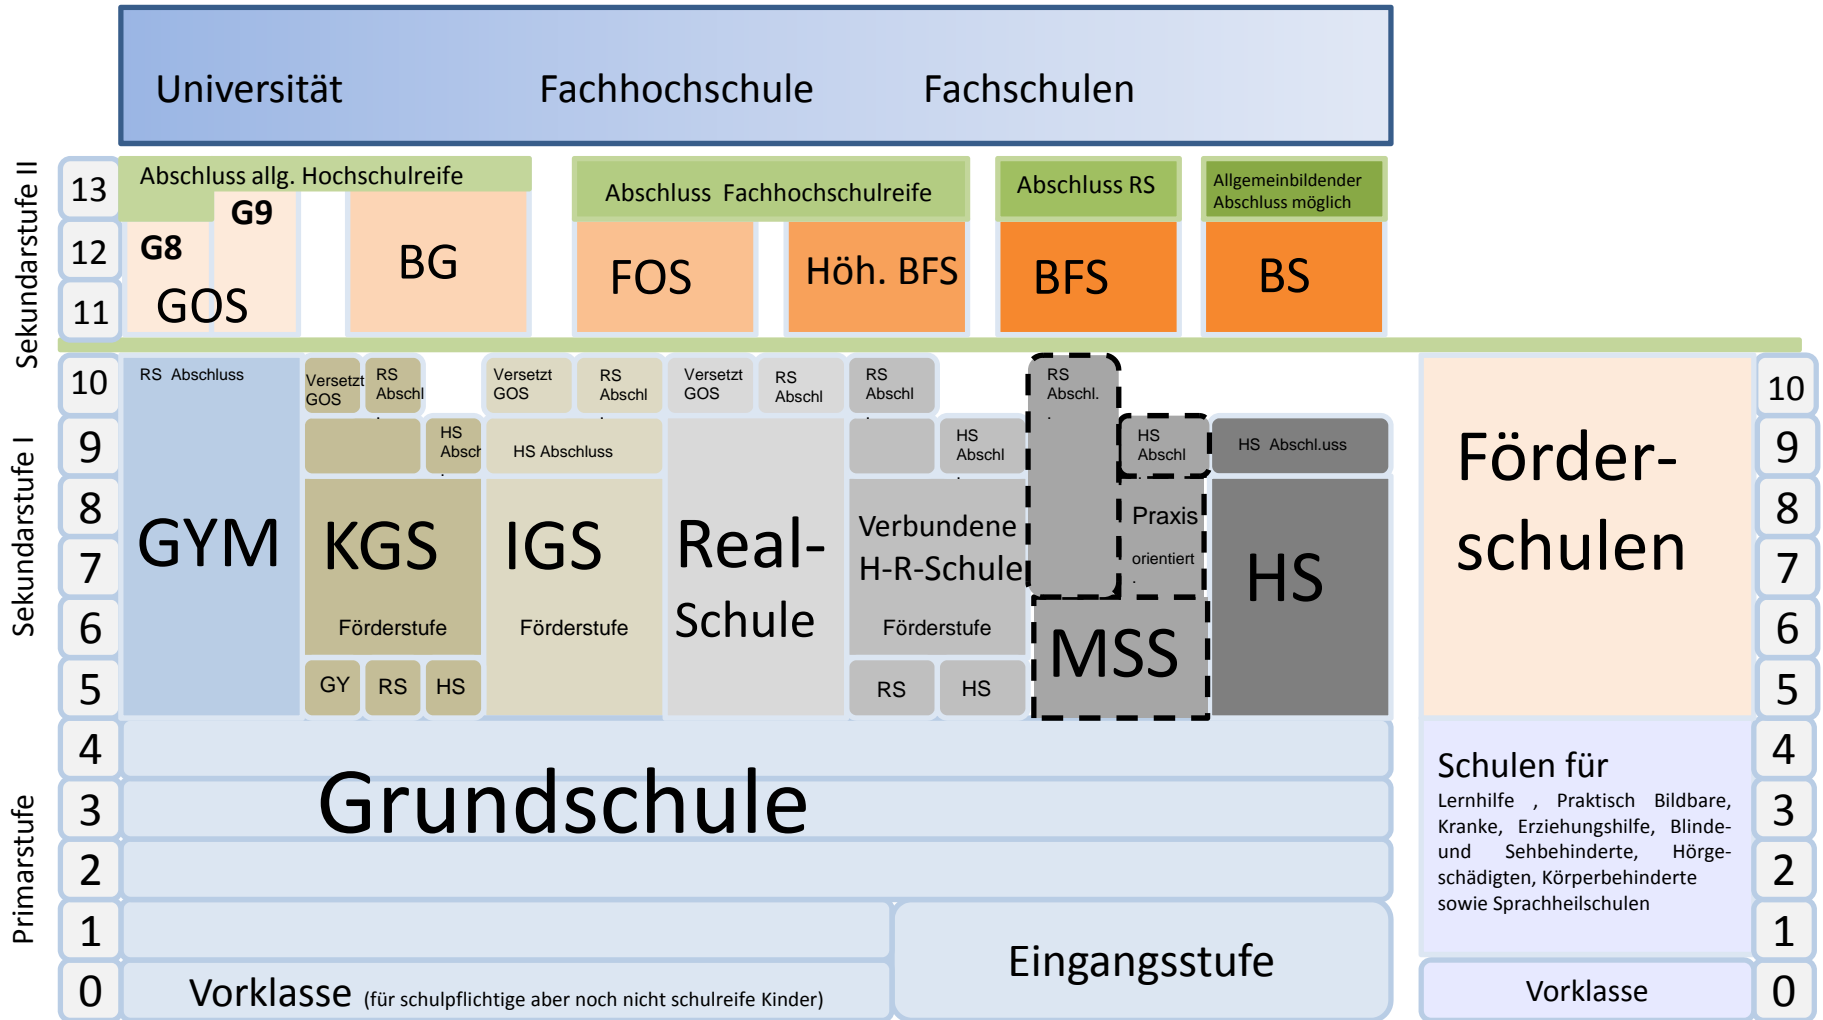 Universität Fachhochschule Fachschulen
Sekundarstufe II
13
12
11
Abschluss allg. Hochschulreife
G9
G8
GOS
BG
Abschluss Fachhochschulreife
FOS
Höh. BFS
Abschluss RS
BFS
Allgemeinbildender
Abschluss möglich
BS
Sekundarstufe I
10
9
8
7
6
5
RS Abschluss
GYM
Versetzt
GOS
RS
Abschl
.
HS
Absch
.
KGS
Förderstufe
GY
RS
HS
Versetzt
GOS
RS
Abschl
.
HS Abschluss
IGS
Förderstufe
Versetzt
GOS
RS
Abschl
Real-
Schule
RS
Abschl
.
HS
Abschl
.
Verbundene
H-R-Schule
Förderstufe
RS
HS
RS
Abschl.
.
HS
Abschl
.
Praxis
orientiert
.
MSS
HS Abschl.uss
HS
Förder-
schulen
10
9
8
7
6
5
Primarstufe
4
3
2
1
0
Grundschule
Eingangsstufe
Vorklasse (für schulpflichtige aber noch nicht schulreife Kinder)
Schulen für
Lernhilfe , Praktisch Bildbare,
Kranke, Erziehungshilfe, Blinde-
und Sehbehinderte, Hörge-
schädigten, Körperbehinderte
sowie Sprachheilschulen
Vorklasse
4
3
2
1
0